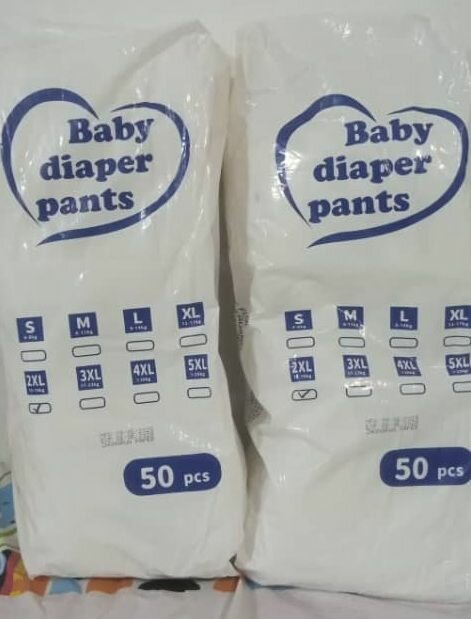 Baby
diaper
pants
S M L XL
2XL 3XL 4XL 5XL
50 pcs
Baby
diaper
pants
S M L XL
2XL 3XL 4XL 5XL
50 pcs